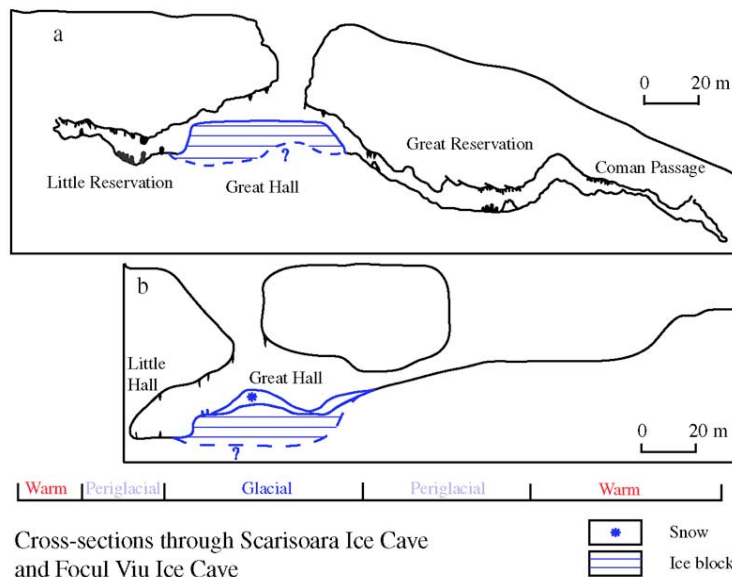 a
0 20 m
Great Reservation
Coman Passage
Little Reservation
?
Great Hall
b
Little
Hall
Great Hall
0 20 m
?
Warm Periglacial Glacial Periglacial Warm
Cross-sections through Scarisoara Ice Cave
and Focul Viu Ice Cave
Snow
Ice block